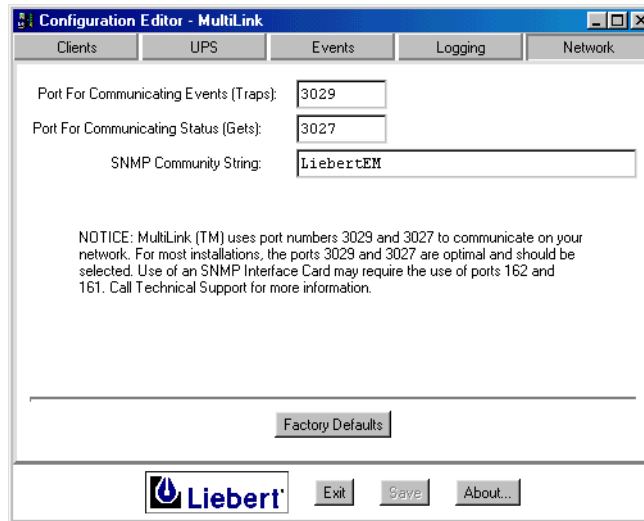 Configuration Editor - MultiLink
Clients UPS Events Logging Network
Port For Communicating Events (Traps): 3029
Port For Communicating Status (Gets): 3027
SNMP Community String: LiebertEM
NOTICE: MultiLink (TM) uses port numbers 3029 and 3027 to communicate on your
network. For most installations, the ports 3029 and 3027 are optimal and should be
selected. Use of an SNMP Interface Card may require the use of ports 162 and
161. Call Technical Support for more information.
Factory Defaults
Liebert Exit Save About...